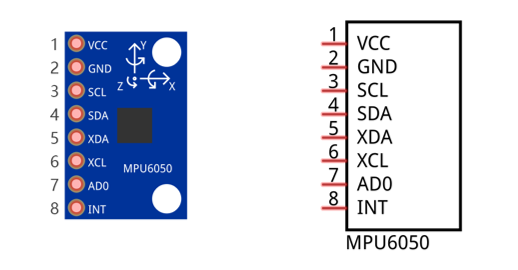 1 VCC
2 GND
3 SCL
4 SDA
5 XDA
6 XCL
7 AD0
8 INT
Y
Z X
MPU6050
1 VCC
2 GND
3 SCL
4 SDA
5 XDA
6 XCL
7 AD0
8 INT
MPU6050